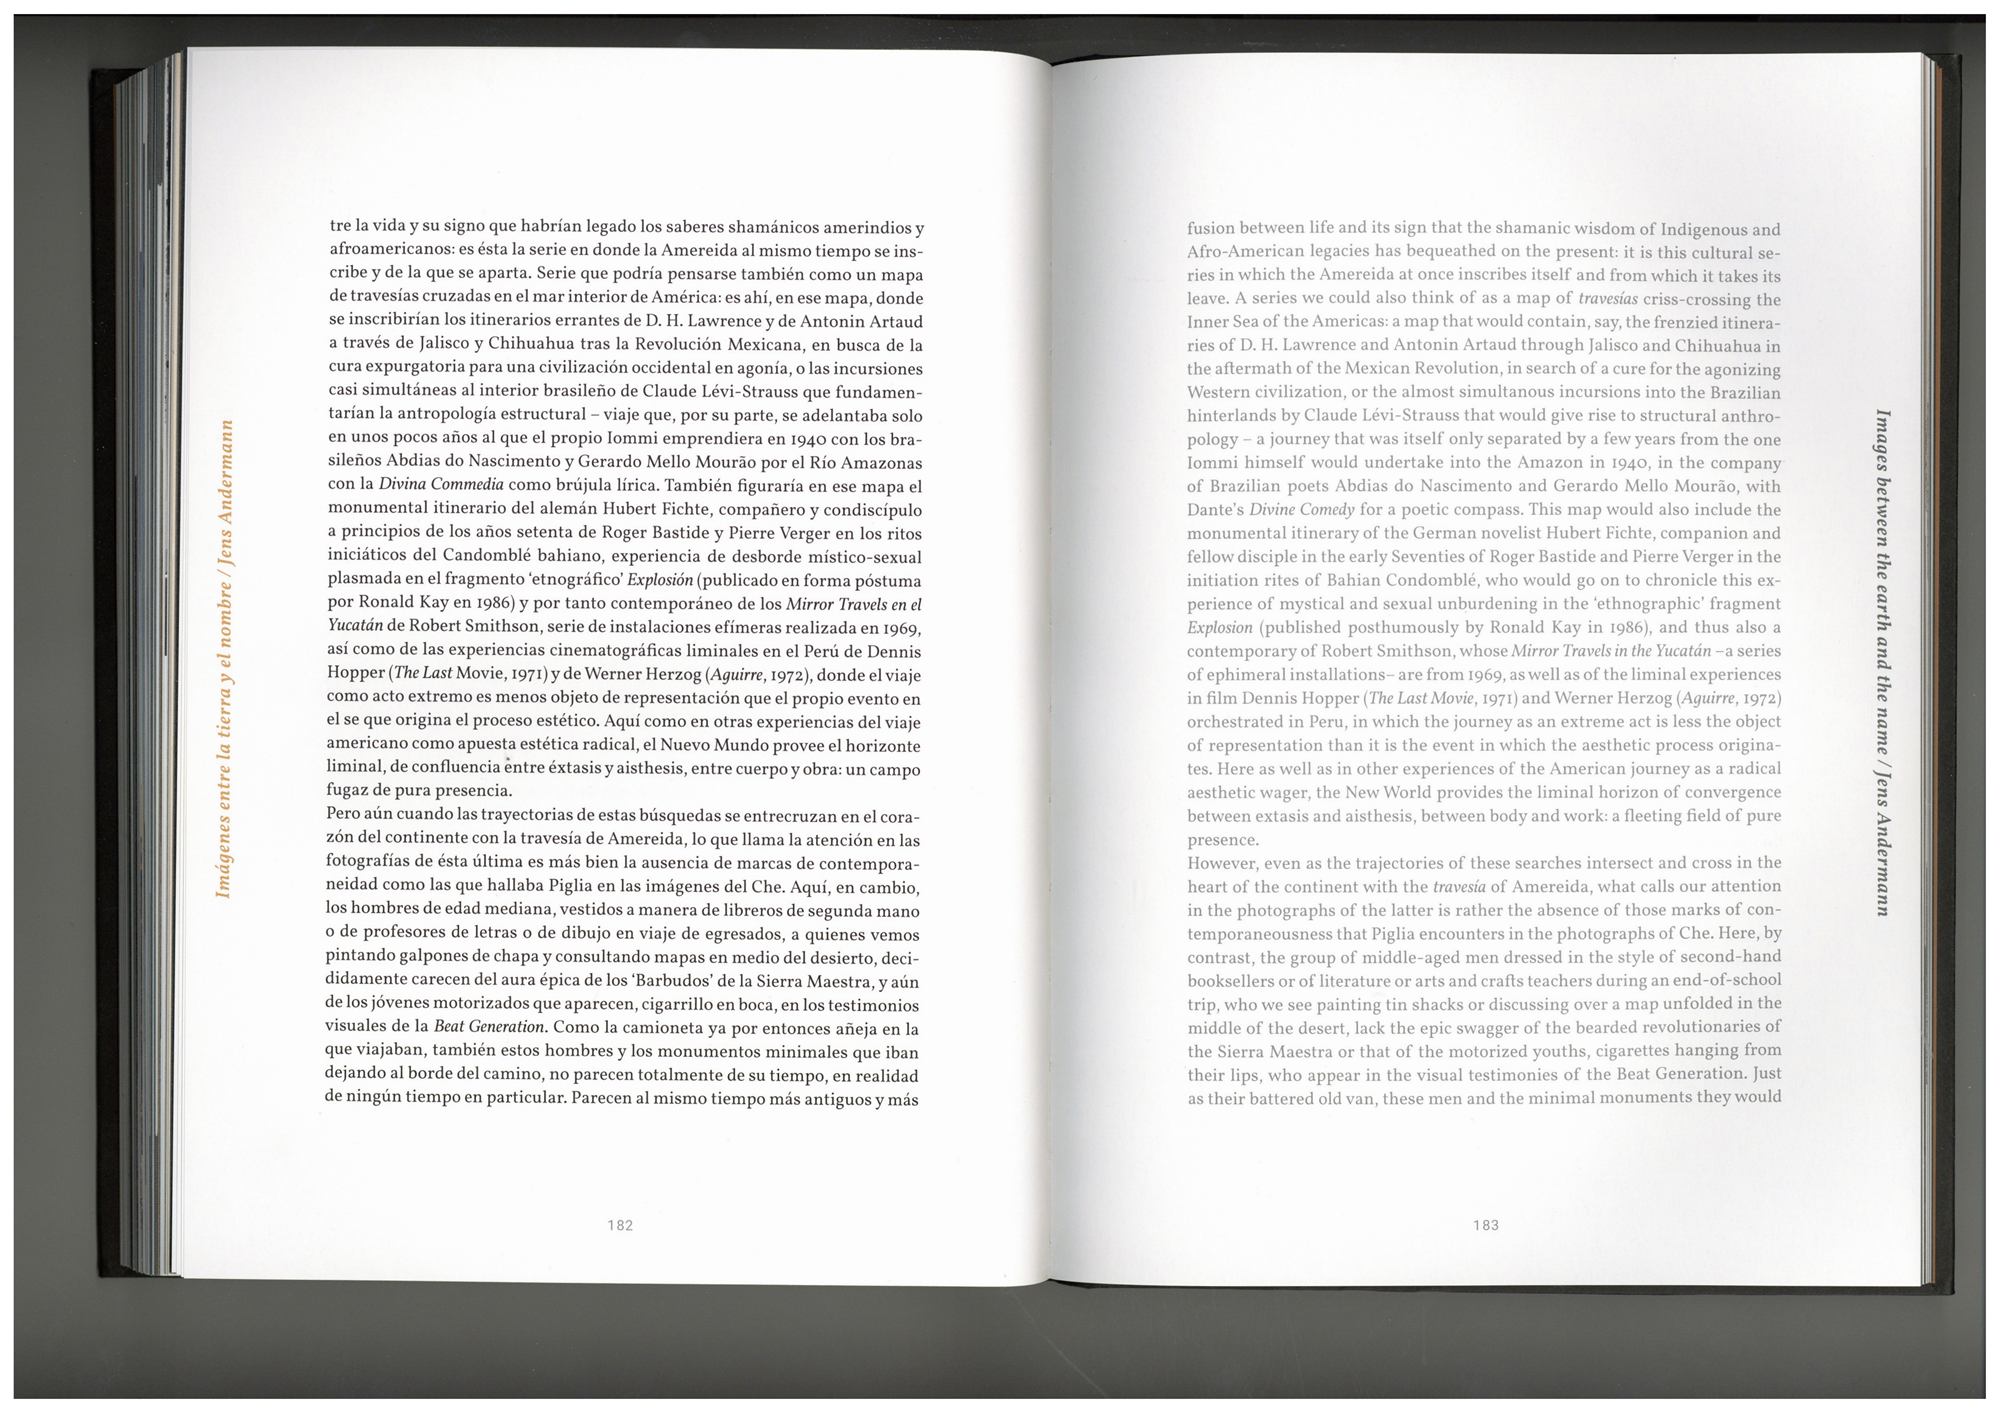 Imágenes entre la tierra y el nombre / Jens Andermann
tre la vida y su signo que habrían legado los saberes shamánicos amerindios y
afroamericanos: es ésta la serie en donde la Amereida al mismo tiempo se ins-
cribe y de la que se aparta. Serie que podría pensarse también como un mapa
de travesías cruzadas en el mar interior de América: es ahí, en ese mapa, donde
se inscribirían los itinerarios errantes de D. H. Lawrence y de Antonin Artaud
a través de Jalisco y Chihuahua tras la Revolución Mexicana, en busca de la
cura expurgatoria para una civilización occidental en agonía, o las incursiones
casi simultáneas al interior brasileño de Claude Lévi-Strauss que fundamen-
tarían la antropología estructural – viaje que, por su parte, se adelantaba solo
en unos pocos años al que el propio Iommi emprendiera en 1940 con los bra-
sileños Abdias do Nascimento y Gerardo Mello Mourão por el Río Amazonas
con la Divina Commedia como brújula lírica. También figuraría en ese mapa el
monumental itinerario del alemán Hubert Fichte, compañero y condiscípulo
a principios de los años setenta de Roger Bastide y Pierre Verger en los ritos
iniciáticos del Candomblé bahiano, experiencia de desborde místico-sexual
plasmada en el fragmento ‘etnográfico’ Explosión (publicado en forma póstuma
por Ronald Kay en 1986) y por tanto contemporáneo de los Mirror Travels en el
Yucatán de Robert Smithson, serie de instalaciones efímeras realizada en 1969,
así como de las experiencias cinematográficas liminales en el Perú de Dennis
Hopper (The Last Movie, 1971) y de Werner Herzog (Aguirre, 1972), donde el viaje
como acto extremo es menos objeto de representación que el propio evento en
el se que origina el proceso estético. Aquí como en otras experiencias del viaje
americano como apuesta estética radical, el Nuevo Mundo provee el horizonte
liminal, de confluencia entre éxtasis y aisthesis, entre cuerpo y obra: un campo
fugaz de pura presencia.
Pero aún cuando las trayectorias de estas búsquedas se entrecruzan en el cora-
zón del continente con la travesía de Amereida, lo que llama la atención en las
fotografías de ésta última es más bien la ausencia de marcas de contempora-
neidad como las que hallaba Piglia en las imágenes del Che. Aquí, en cambio,
los hombres de edad mediana, vestidos a manera de libreros de segunda mano
o de profesores de letras o de dibujo en viaje de egresados, a quienes vemos
pintando galpones de chapa y consultando mapas en medio del desierto, deci-
didamente carecen del aura épica de los ‘Barbudos’ de la Sierra Maestra, y aún
de los jóvenes motorizados que aparecen, cigarrillo en boca, en los testimonios
visuales de la Beat Generation. Como la camioneta ya por entonces añeja en la
que viajaban, también estos hombres y los monumentos minimales que iban
dejando al borde del camino, no parecen totalmente de su tiempo, en realidad
de ningún tiempo en particular. Parecen al mismo tiempo más antiguos y más
182
fusion between life and its sign that the shamanic wisdom of Indigenous and
Afro-American legacies has bequeathed on the present: it is this cultural se-
ries in which the Amereida at once inscribes itself and from which it takes its
leave. A series we could also think of as a map of travesías criss-crossing the
Inner Sea of the Americas: a map that would contain, say, the frenzied itinera-
ries of D. H. Lawrence and Antonin Artaud through Jalisco and Chihuahua in
the aftermath of the Mexican Revolution, in search of a cure for the agonizing
Western civilization, or the almost simultanous incursions into the Brazilian
hinterlands by Claude Lévi-Strauss that would give rise to structural anthro-
pology – a journey that was itself only separated by a few years from the one
Iommi himself would undertake into the Amazon in 1940, in the company
of Brazilian poets Abdias do Nascimento and Gerardo Mello Mourão, with
Dante’s Divine Comedy for a poetic compass. This map would also include the
monumental itinerary of the German novelist Hubert Fichte, companion and
fellow disciple in the early Seventies of Roger Bastide and Pierre Verger in the
initiation rites of Bahian Condomblé, who would go on to chronicle this ex-
perience of mystical and sexual unburdening in the ‘ethnographic’ fragment
Explosion (published posthumously by Ronald Kay in 1986), and thus also a
contemporary of Robert Smithson, whose Mirror Travels in the Yucatán –a series
of ephimeral installations– are from 1969, as well as of the liminal experiences
in film Dennis Hopper (The Last Movie, 1971) and Werner Herzog (Aguirre, 1972)
orchestrated in Peru, in which the journey as an extreme act is less the object
of representation than it is the event in which the aesthetic process origina-
tes. Here as well as in other experiences of the American journey as a radical
aesthetic wager, the New World provides the liminal horizon of convergence
between extasis and aisthesis, between body and work: a fleeting field of pure
presence.
However, even as the trajectories of these searches intersect and cross in the
heart of the continent with the travesía of Amereida, what calls our attention
in the photographs of the latter is rather the absence of those marks of con-
temporaneousness that Piglia encounters in the photographs of Che. Here, by
contrast, the group of middle-aged men dressed in the style of second-hand
booksellers or of literature or arts and crafts teachers during an end-of-school
trip, who we see painting tin shacks or discussing over a map unfolded in the
middle of the desert, lack the epic swagger of the bearded revolutionaries of
the Sierra Maestra or that of the motorized youths, cigarettes hanging from
their lips, who appear in the visual testimonies of the Beat Generation. Just
as their battered old van, these men and the minimal monuments they would
183
Images between the earth and the name / Jens Andermann